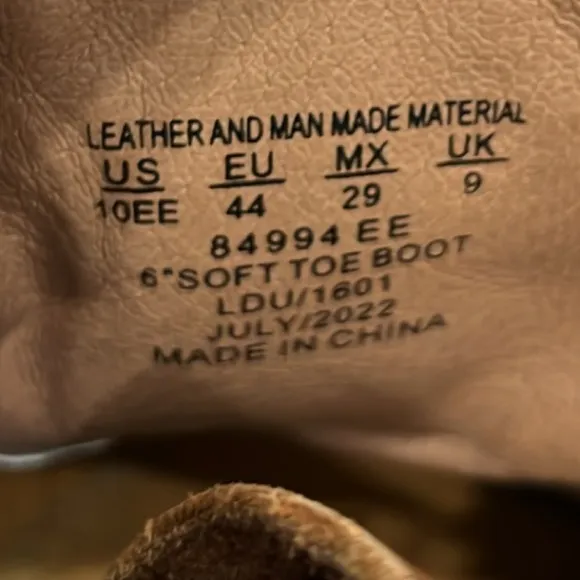 LEATHER AND MAN MADE MATERIAL
US EU MX UK
10EE 44 29 9
84994 EE
6"SOFT TOE BOOT
LDU/1601
JULY/2022
MADE IN CHINA